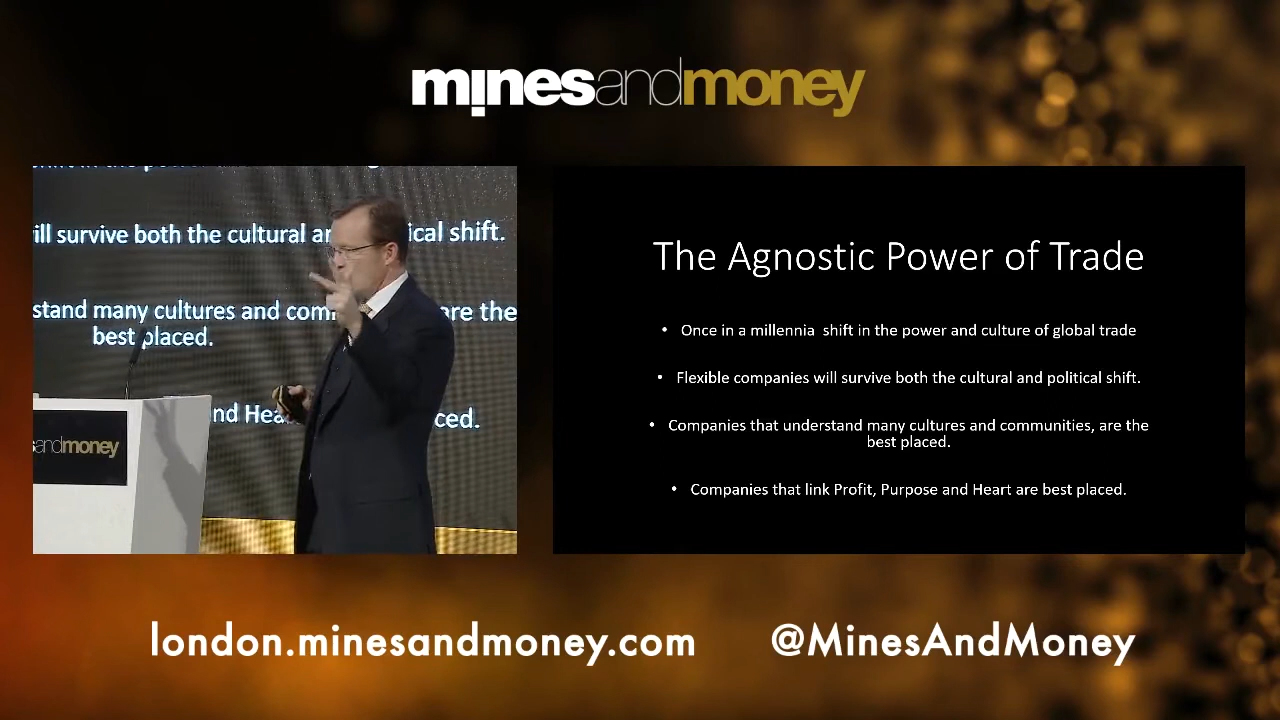 minesandmoney
ill survive both the cultural an ical shift.
stand many cultures and com are the
best placed.
nd Hea ced.
andmoney
The Agnostic Power of Trade
• Once in a millennia shift in the power and culture of global trade
• Flexible companies will survive both the cultural and political shift.
• Companies that understand many cultures and communities, are the
best placed.
• Companies that link Profit, Purpose and Heart are best placed.
london.minesandmoney.com
@MinesAndMoney